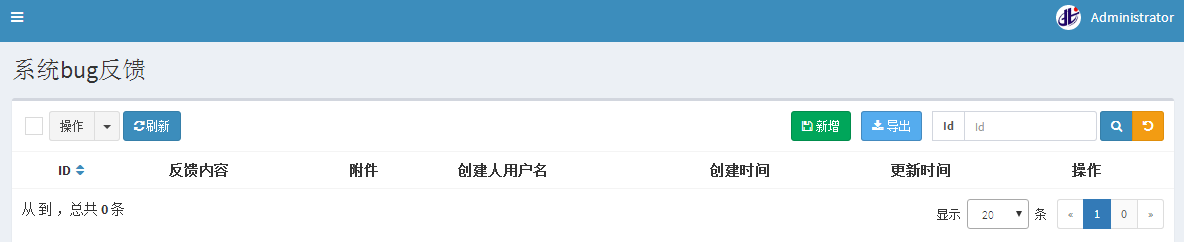 Administrator
系统bug反馈
操作 刷新 新增 导出 Id Id
ID 反馈内容 附件 创建人用户名 创建时间 更新时间 操作
从 到 ，总共 0 条 显示 20 条 « 1 0 »